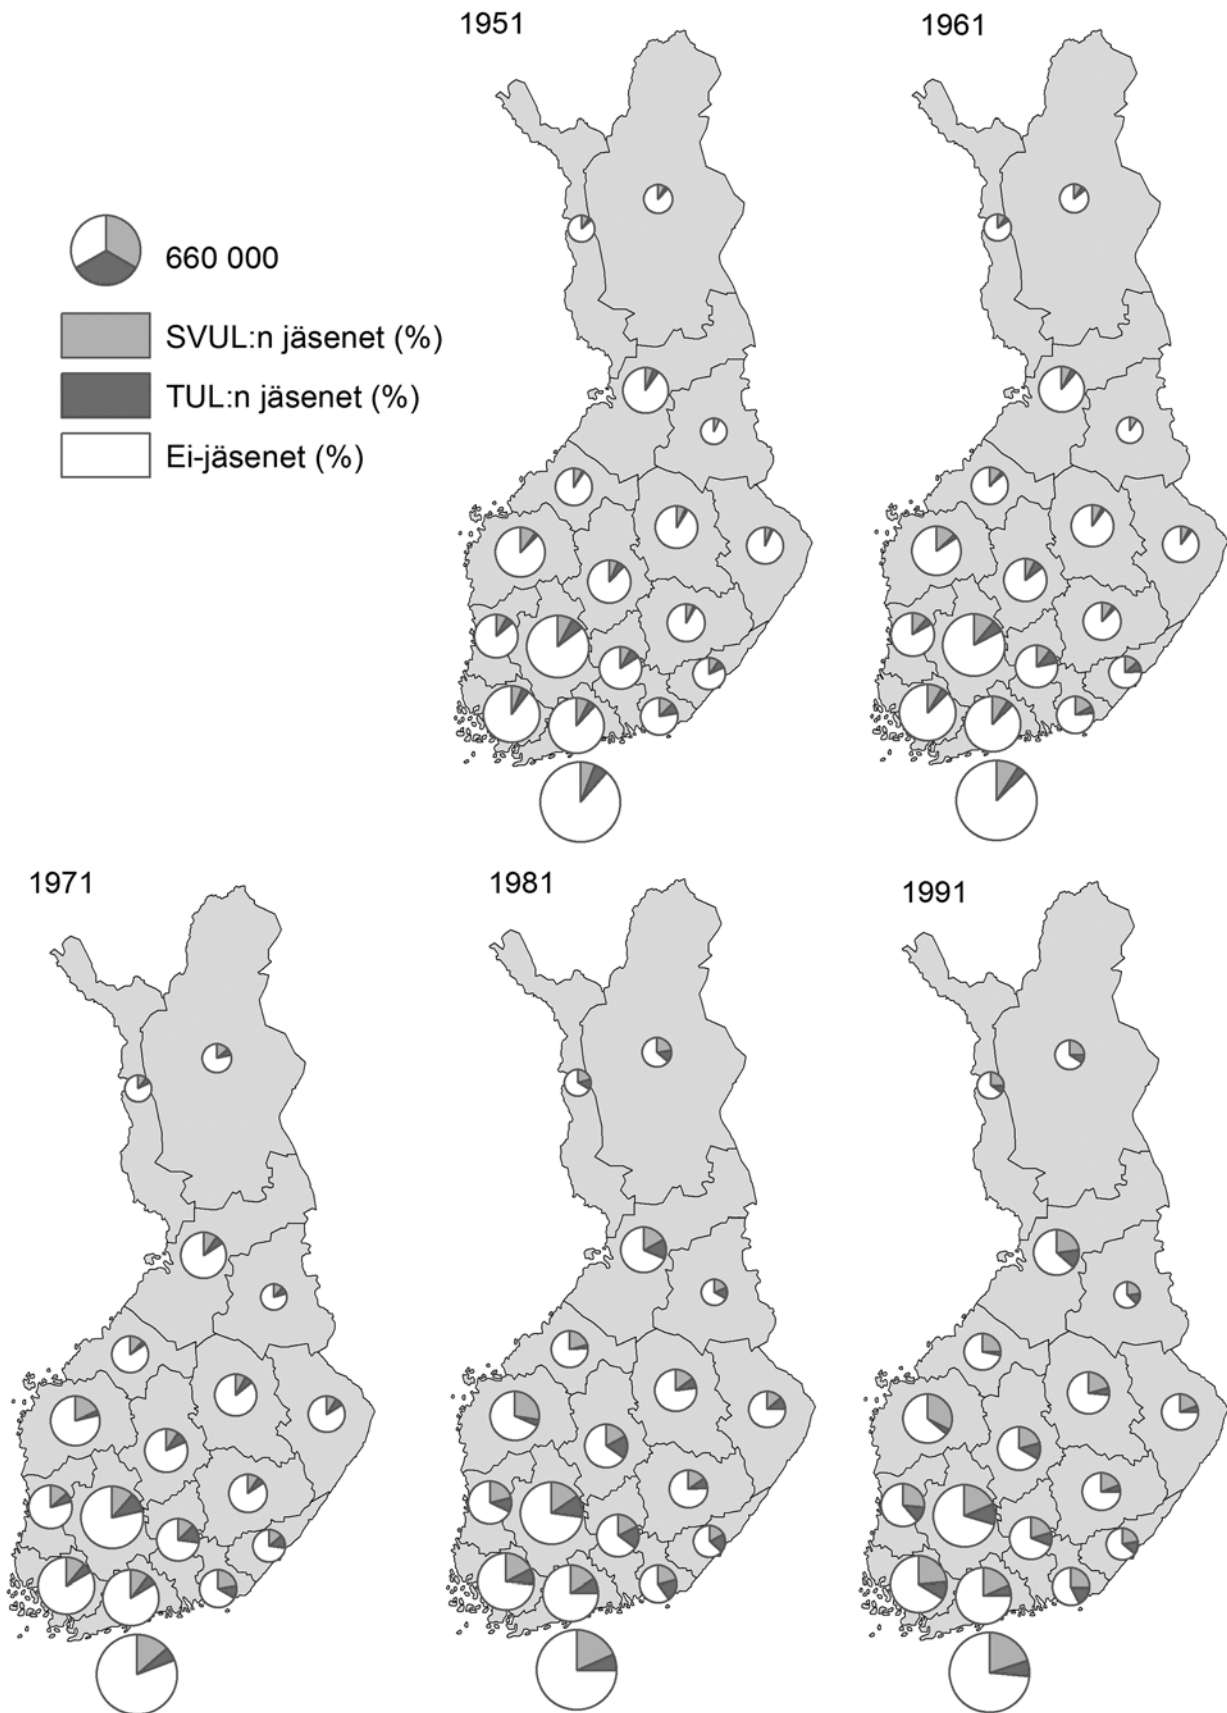 1951
1961
660 000
SVUL:n jäsenet (%)
TUL:n jäsenet (%)
Ei-jäsenet (%)
1971
1981
1991